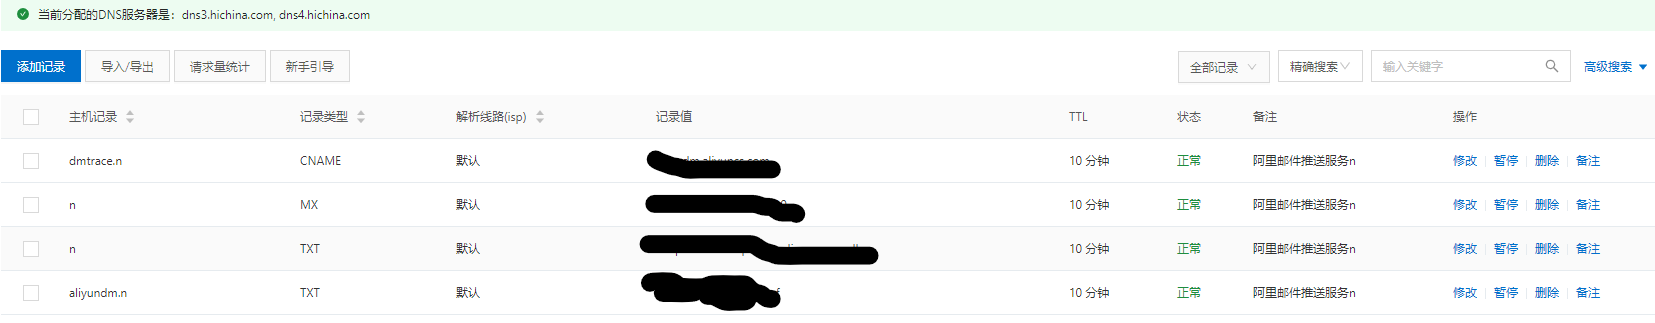 当前分配的DNS服务器是：dns3.hichina.com, dns4.hichina.com
添加记录 导入/导出 请求量统计 新手引导 全部记录 精确搜索 输入关键字 高级搜索
主机记录 记录类型 解析线路(isp) 记录值 TTL 状态 备注 操作
dmtrace.n CNAME 默认 10 分钟 正常 阿里邮件推送服务n 修改 暂停 删除 备注
n MX 默认 10 分钟 正常 阿里邮件推送服务n 修改 暂停 删除 备注
n TXT 默认 10 分钟 正常 阿里邮件推送服务n 修改 暂停 删除 备注
aliyundm.n TXT 默认 10 分钟 正常 阿里邮件推送服务n 修改 暂停 删除 备注